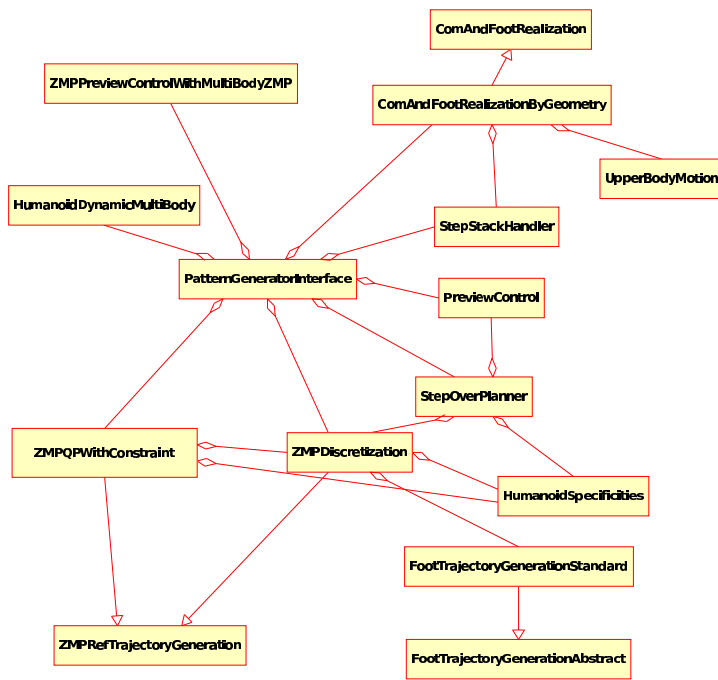 ComAndFootRealization
ZMPPreviewControlWithMultiBodyZMP
ComAndFootRealizationByGeometry
UpperBodyMotion
HumanoidDynamicMultiBody
StepStackHandler
PatternGeneratorInterface
PreviewControl
StepOverPlanner
ZMPQPWithConstraint
ZMPDiscretization
HumanoidSpecificities
FootTrajectoryGenerationStandard
ZMPRefTrajectoryGeneration
FootTrajectoryGenerationAbstract